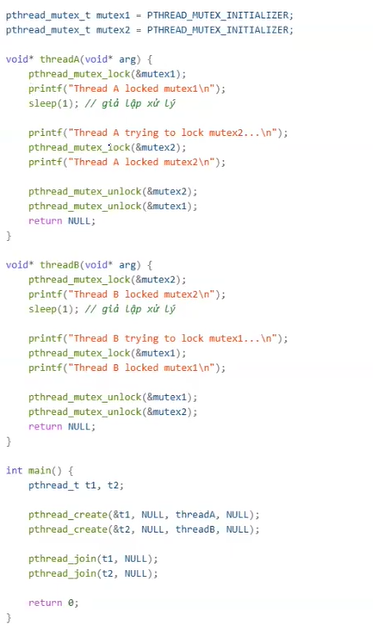 pthread_mutex_t mutex1 = PTHREAD_MUTEX_INITIALIZER;
pthread_mutex_t mutex2 = PTHREAD_MUTEX_INITIALIZER;

void* threadA(void* arg) {
    pthread_mutex_lock(&mutex1);
    printf("Thread A locked mutex1\n");
    sleep(1); // giả lập xử lý

    printf("Thread A trying to lock mutex2...\n");
    pthread_mutex_lock(&mutex2);
    printf("Thread A locked mutex2\n");

    pthread_mutex_unlock(&mutex2);
    pthread_mutex_unlock(&mutex1);
    return NULL;
}

void* threadB(void* arg) {
    pthread_mutex_lock(&mutex2);
    printf("Thread B locked mutex2\n");
    sleep(1); // giả lập xử lý

    printf("Thread B trying to lock mutex1...\n");
    pthread_mutex_lock(&mutex1);
    printf("Thread B locked mutex1\n");

    pthread_mutex_unlock(&mutex1);
    pthread_mutex_unlock(&mutex2);
    return NULL;
}

int main() {
    pthread_t t1, t2;

    pthread_create(&t1, NULL, threadA, NULL);
    pthread_create(&t2, NULL, threadB, NULL);

    pthread_join(t1, NULL);
    pthread_join(t2, NULL);

    return 0;
}